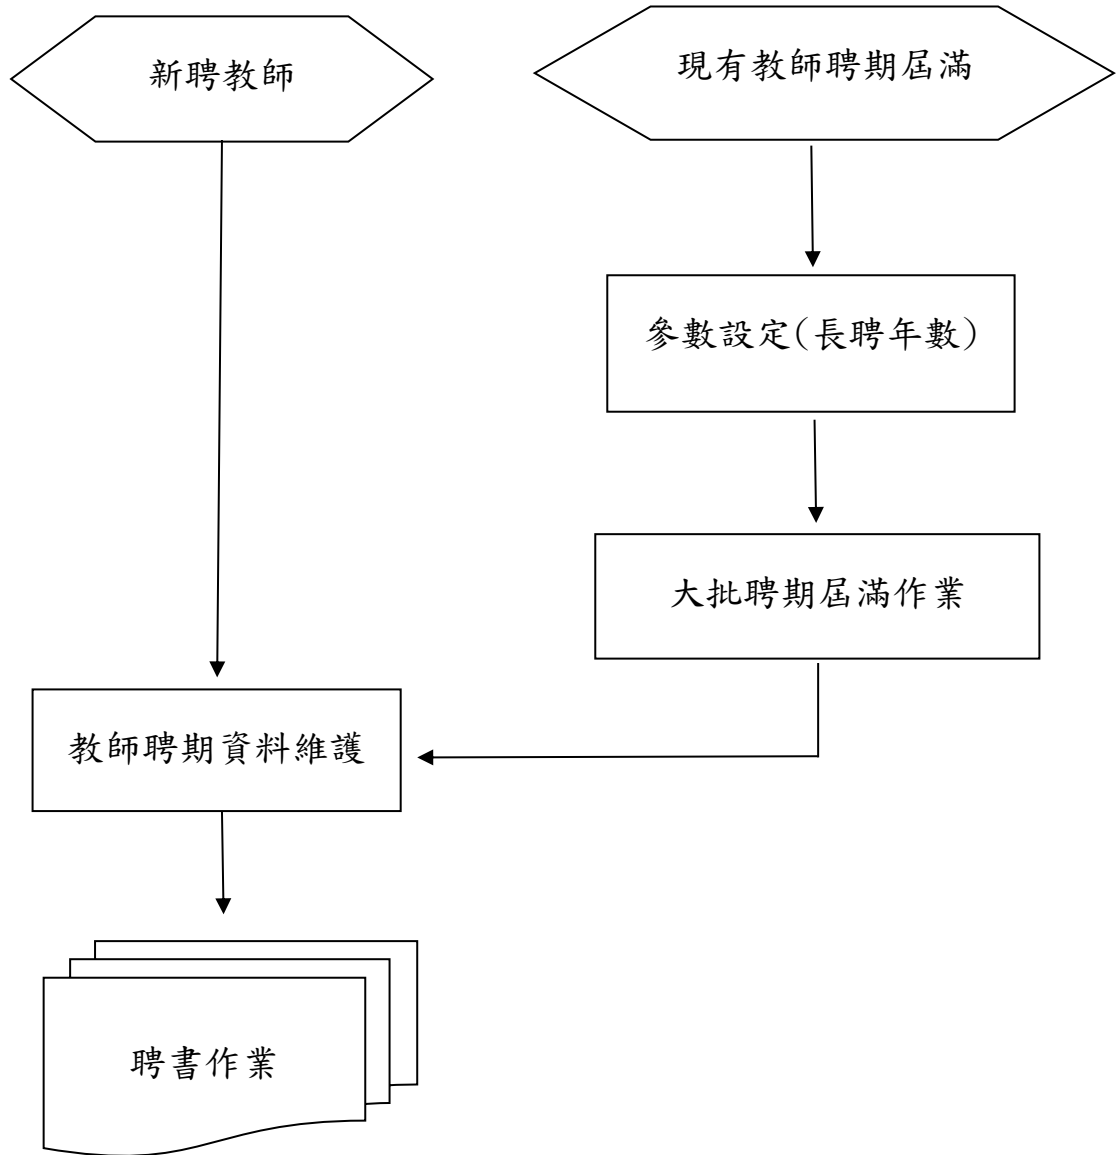 新聘教師
現有教師聘期屆滿
參數設定(長聘年數)
大批聘期屆滿作業
教師聘期資料維護
聘書作業